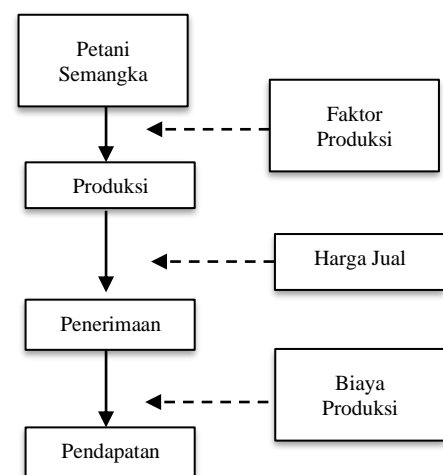 Petani
Semangka
Faktor
Produksi
Produksi
Harga Jual
Penerimaan
Biaya
Produksi
Pendapatan